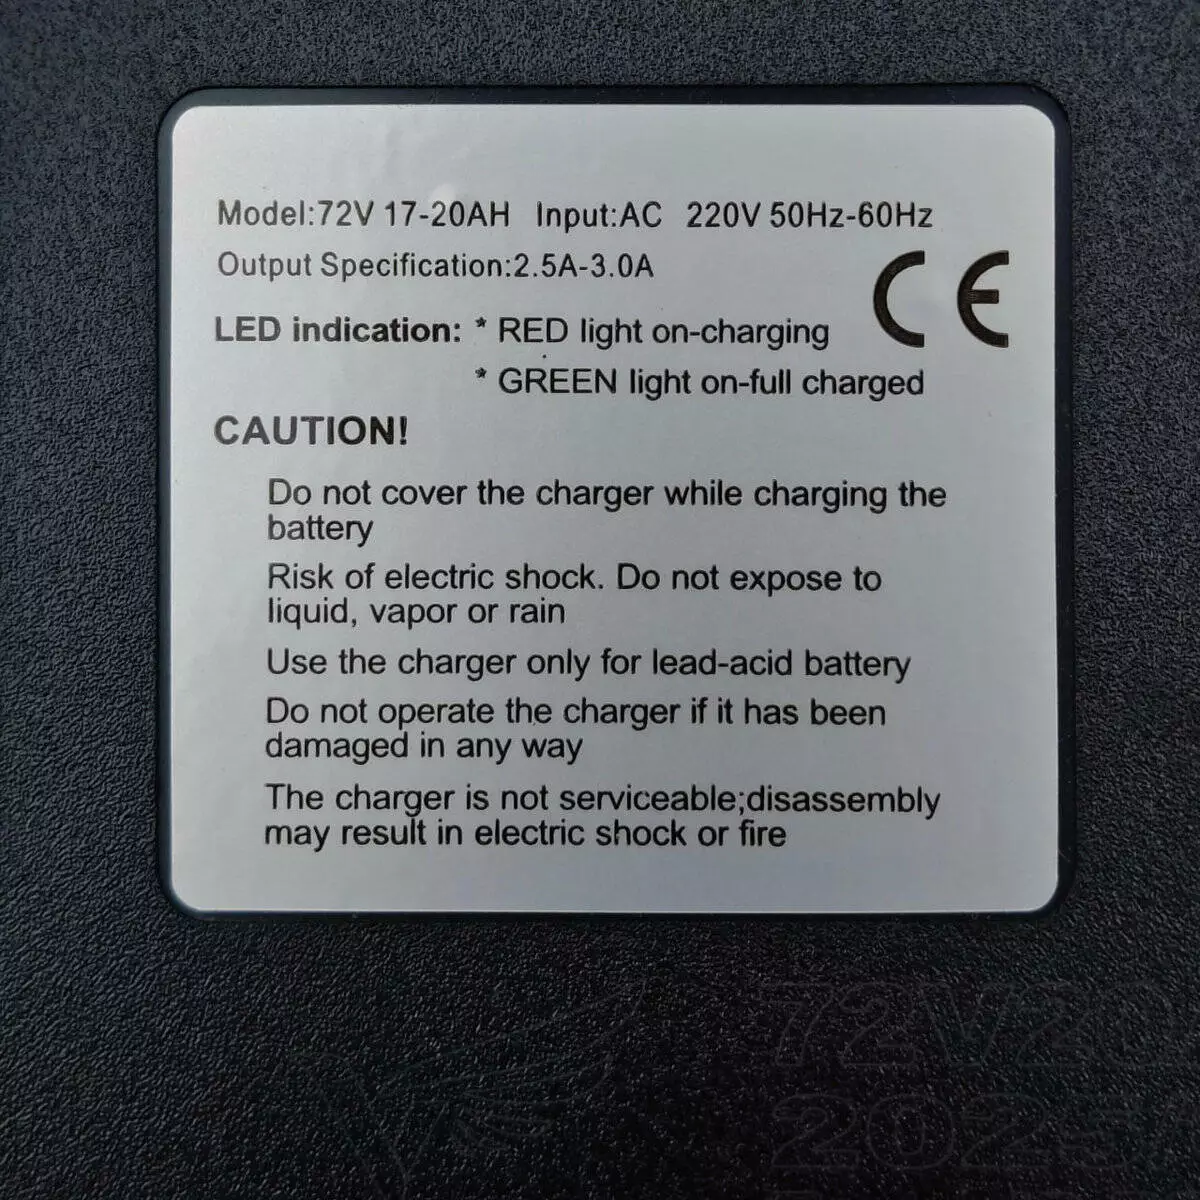 Model:72V 17-20AH Input:AC 220V 50Hz-60Hz
Output Specification:2.5A-3.0A
CE
LED indication: * RED light on-charging
* GREEN light on-full charged
CAUTION!
Do not cover the charger while charging the
battery
Risk of electric shock. Do not expose to
liquid, vapor or rain
Use the charger only for lead-acid battery
Do not operate the charger if it has been
damaged in any way
The charger is not serviceable;disassembly
may result in electric shock or fire
72V20